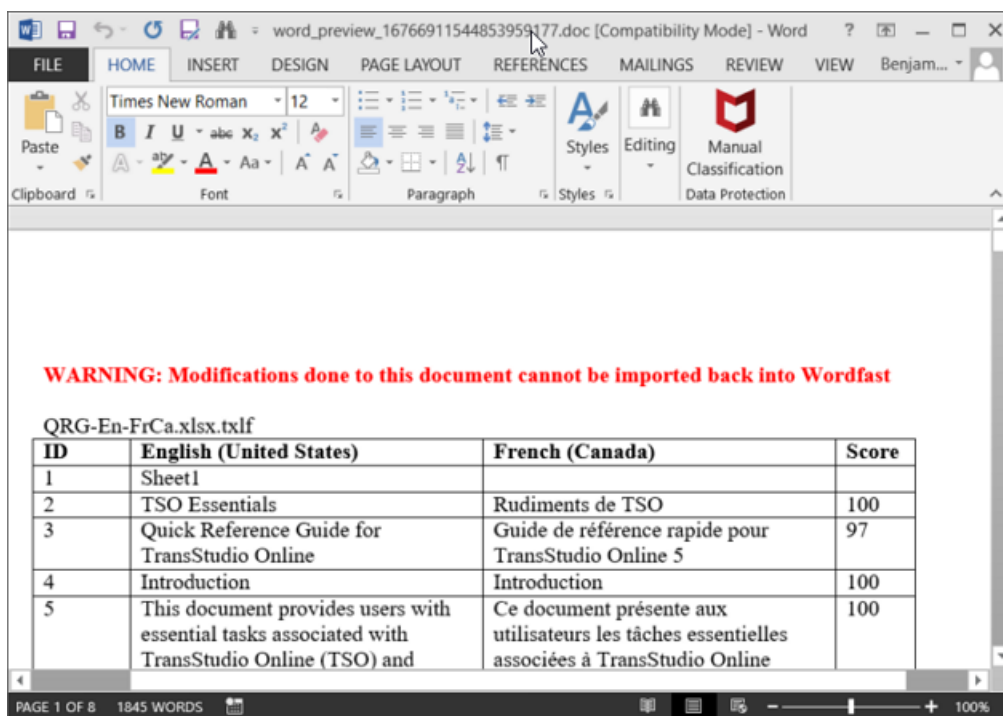 word_preview_16766911544853959177.doc [Compatibility Mode] - Word
FILE HOME INSERT DESIGN PAGE LAYOUT REFERENCES MAILINGS REVIEW VIEW Benjam...
Times New Roman 12
B I U abc X₂ X²
A aby A Aa A A
Paste
Styles Editing Manual Classification
Clipboard Font Paragraph Styles Data Protection
WARNING: Modifications done to this document cannot be imported back into Wordfast
QRG-En-FrCa.xlsx.txlf
ID English (United States) French (Canada) Score
1 Sheet1
2 TSO Essentials Rudiments de TSO 100
3 Quick Reference Guide for TransStudio Online Guide de référence rapide pour TransStudio Online 5 97
4 Introduction Introduction 100
5 This document provides users with essential tasks associated with TransStudio Online (TSO) and Ce document présente aux utilisateurs les tâches essentielles associées à TransStudio Online 100
PAGE 1 OF 8 1845 WORDS 100%